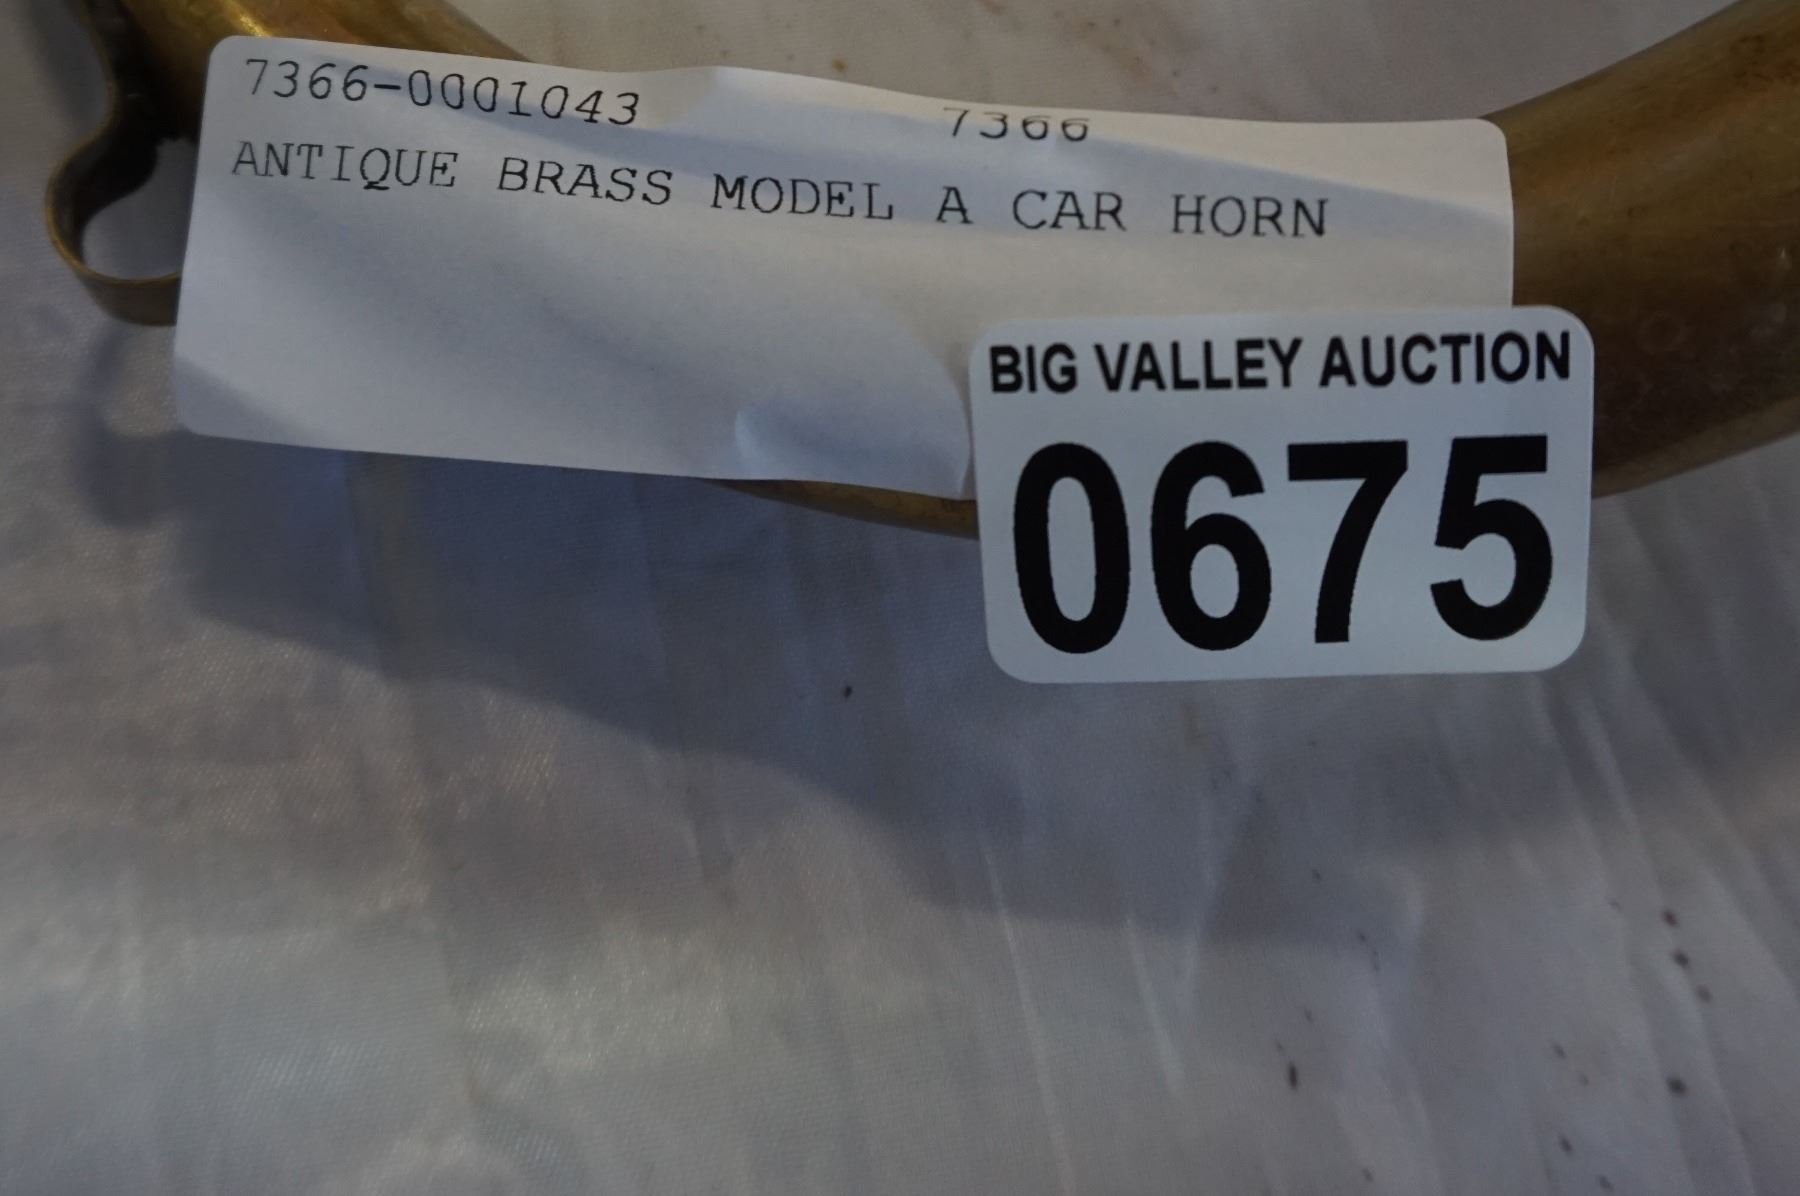 7366-0001043 7366
ANTIQUE BRASS MODEL A CAR HORN
BIG VALLEY AUCTION
0675